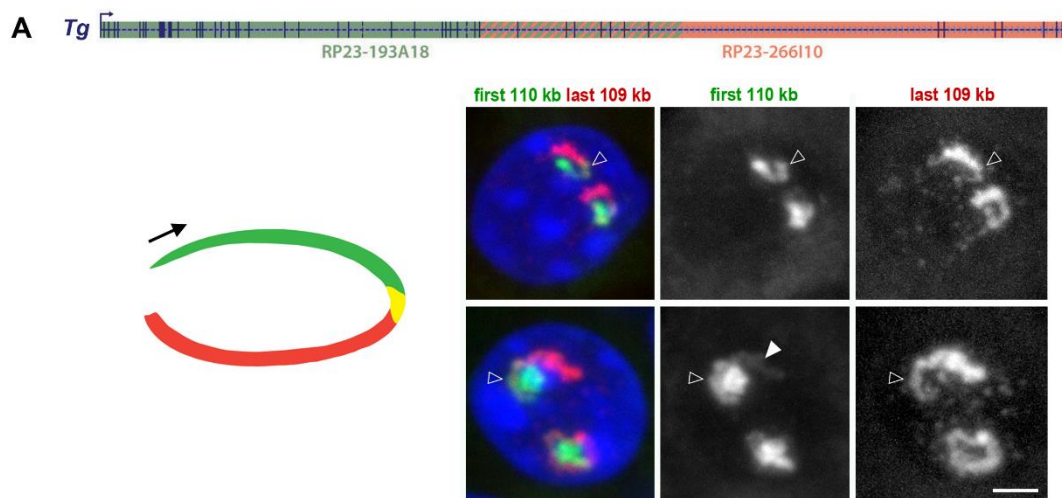 A
Tg
RP23-193A18 RP23-266I10
first 110 kb last 109 kb first 110 kb last 109 kb